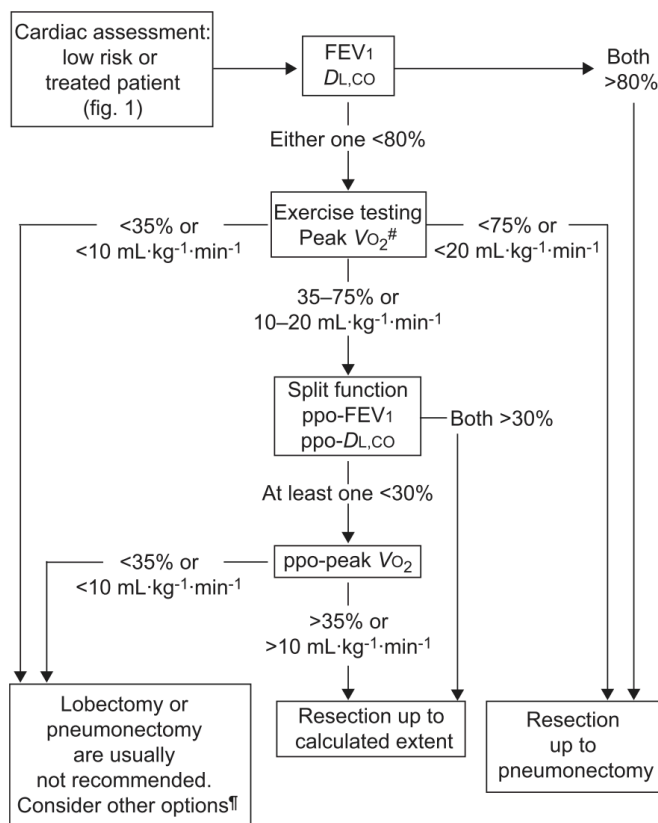 Cardiac assessment:
low risk or
treated patient
(fig. 1)
FEV1
DL,CO
Both
>80%
Either one <80%
Exercise testing
Peak VO2#
<35% or
<10 mL·kg-1·min-1
<75% or
<20 mL·kg-1·min-1
35–75% or
10–20 mL·kg-1·min-1
Split function
ppo-FEV1
ppo-DL,CO
Both >30%
At least one <30%
ppo-peak VO2
<35% or
<10 mL·kg-1·min-1
>35% or
>10 mL·kg-1·min-1
Lobectomy or
pneumonectomy
are usually
not recommended.
Consider other options¶
Resection up to
calculated extent
Resection
up to
pneumonectomy